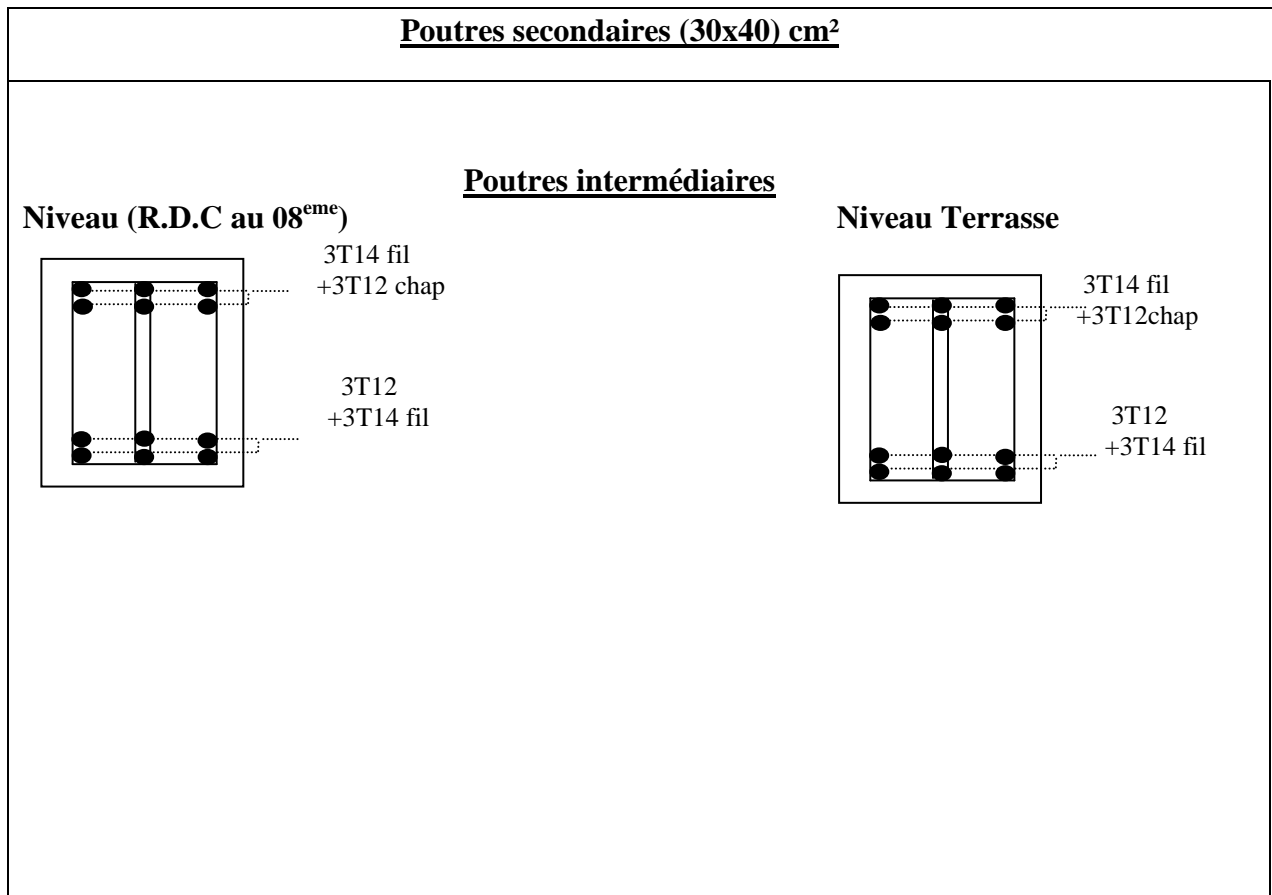 Poutres secondaires (30x40) cm²
Poutres intermédiaires
Niveau (R.D.C au 08eme)
3T14 fil
+3T12 chap
3T12
+3T14 fil
Niveau Terrasse
3T14 fil
+3T12chap
3T12
+3T14 fil